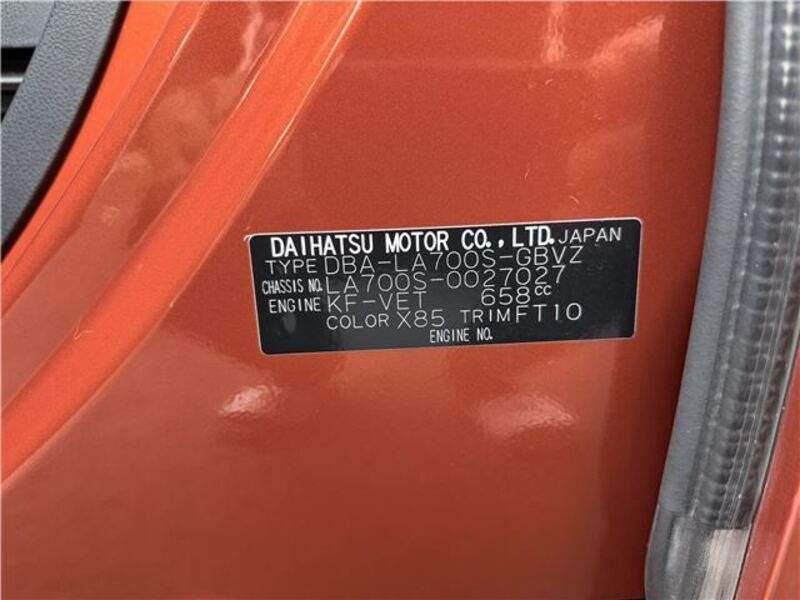 DAIHATSU MOTOR CO., LTD. JAPAN
TYPE DBA-LA700S-GBVZ
CHASSIS NO. LA700S-0027027
ENGINE KF-VET 658cc
COLOR X85 TRIM FT10
ENGINE NO.